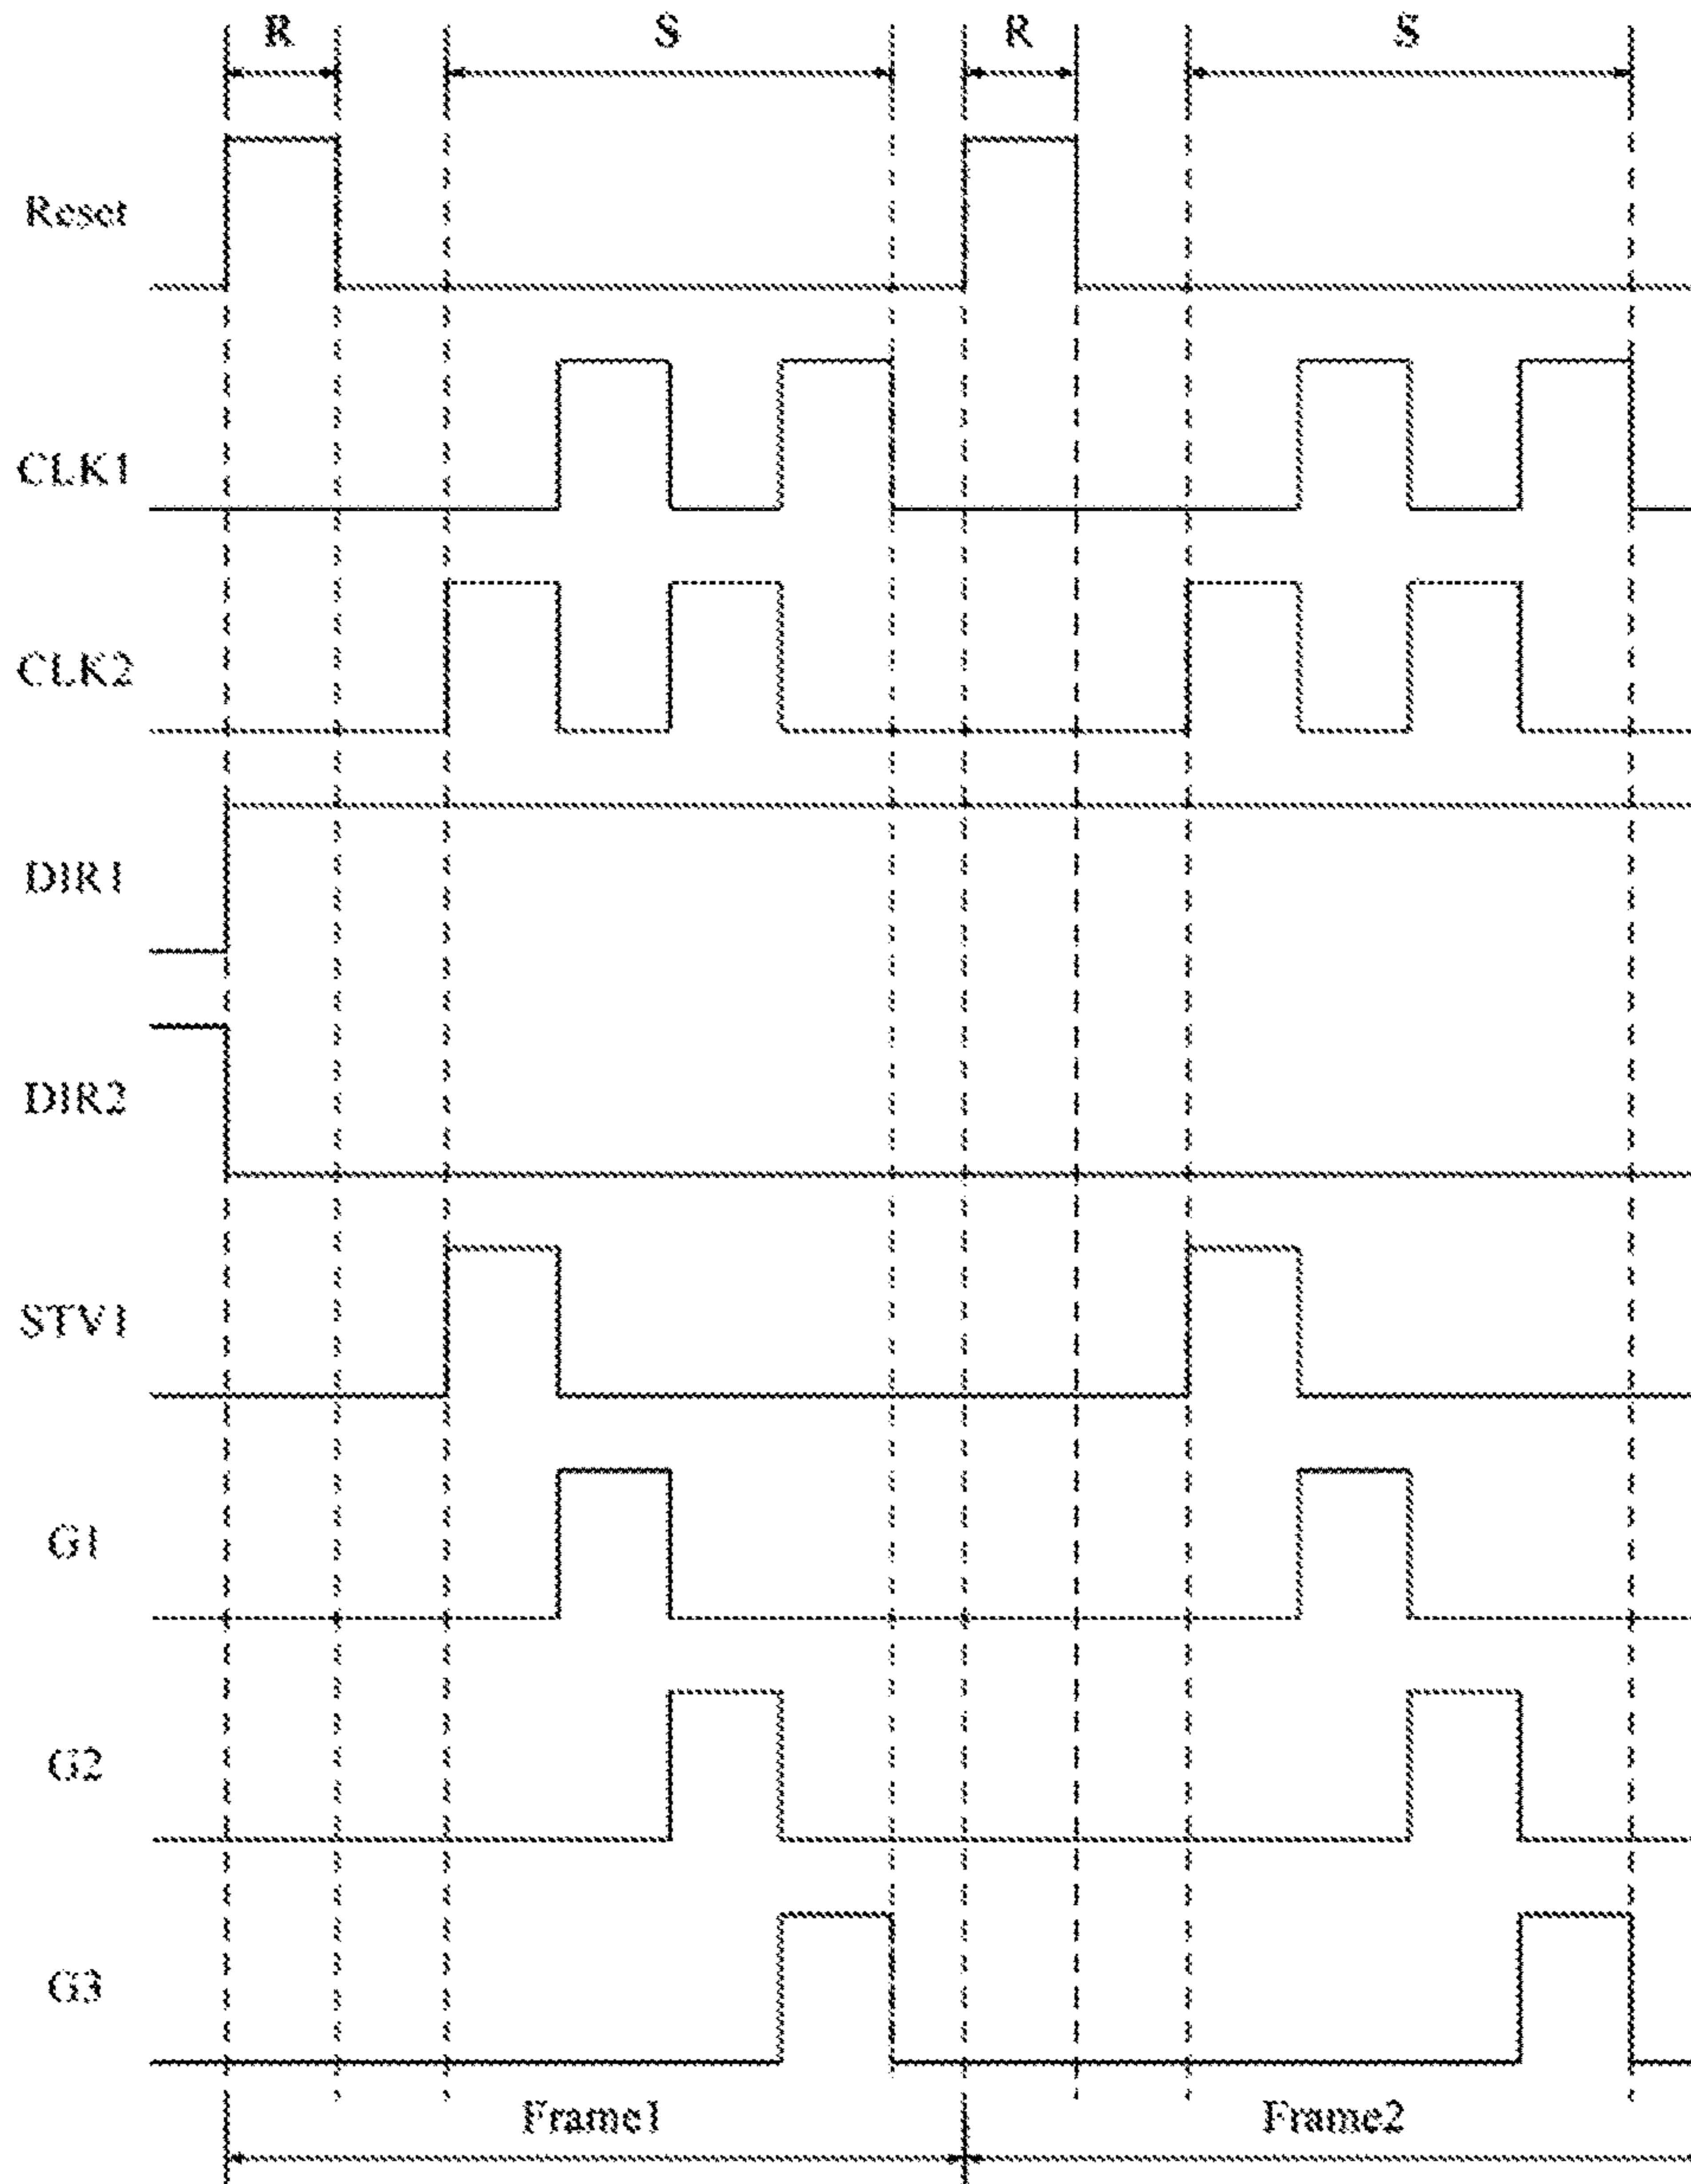 R S R S
Reset
CLK1
CLK2
DIR1
DIR2
STV1
G1
G2
G3
Frame1 Frame2